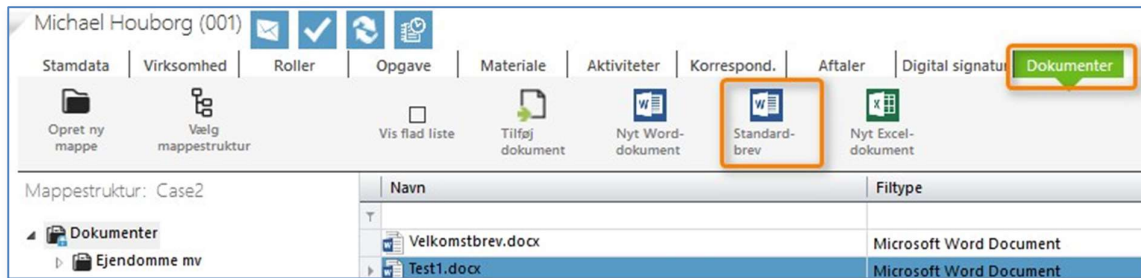 Michael Houborg (001)
Stamdata Virksomhed Roller Opgave Materiale Aktiviteter Korrespond. Aftaler Digital signatur Dokumenter
Opret ny mappe
Vælg mappestruktur
Vis flad liste
Tilføj dokument
Nyt Word-dokument
Standard-brev
Nyt Excel-dokument
Mappestruktur: Case2
Navn Filtype
Dokumenter
Ejendomme mv
Velkomstbrev.docx Microsoft Word Document
Test1.docx Microsoft Word Document